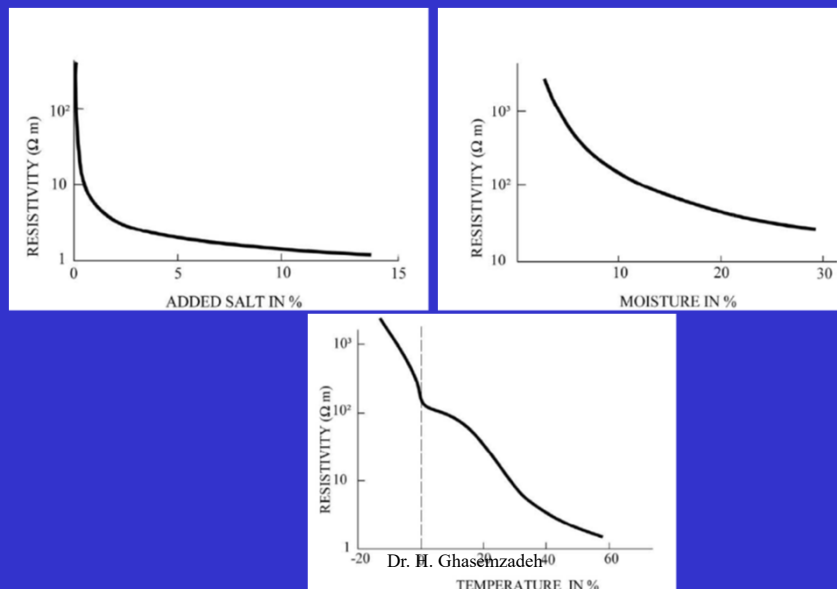 RESISTIVITY (Ω m)
10²
10
1
0 5 10 15
ADDED SALT IN %
RESISTIVITY (Ω m)
10³
10²
10
10 20 30
MOISTURE IN %
RESISTIVITY (Ω m)
10³
10²
10
1
-20 20 40 60
Dr. H. Ghasemzadeh
TEMPERATURE IN %